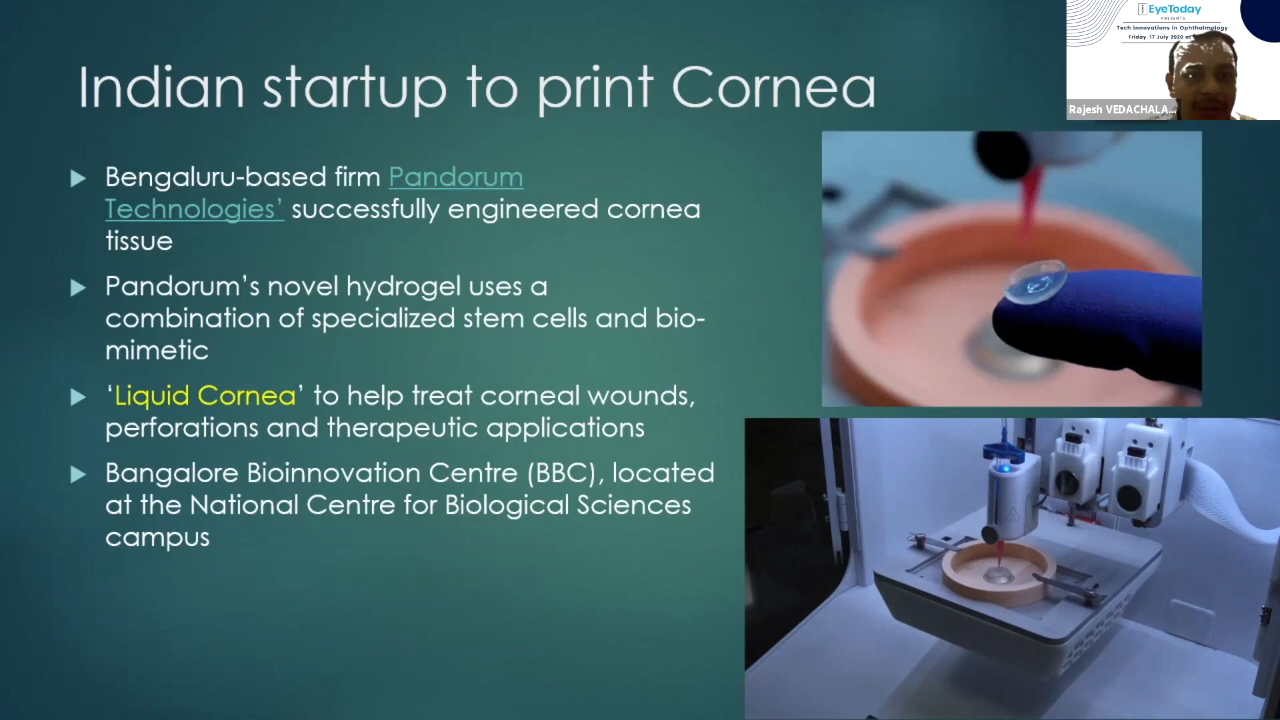 EyeToday
PRESENTS
Tech Innovations in Ophthalmology
Friday, 17 July 2020 at
Rajesh VEDACHALA...
Indian startup to print Cornea
Bengaluru-based firm Pandorum
Technologies’ successfully engineered cornea
tissue
Pandorum’s novel hydrogel uses a
combination of specialized stem cells and bio-
mimetic
‘Liquid Cornea’ to help treat corneal wounds,
perforations and therapeutic applications
Bangalore Bioinnovation Centre (BBC), located
at the National Centre for Biological Sciences
campus